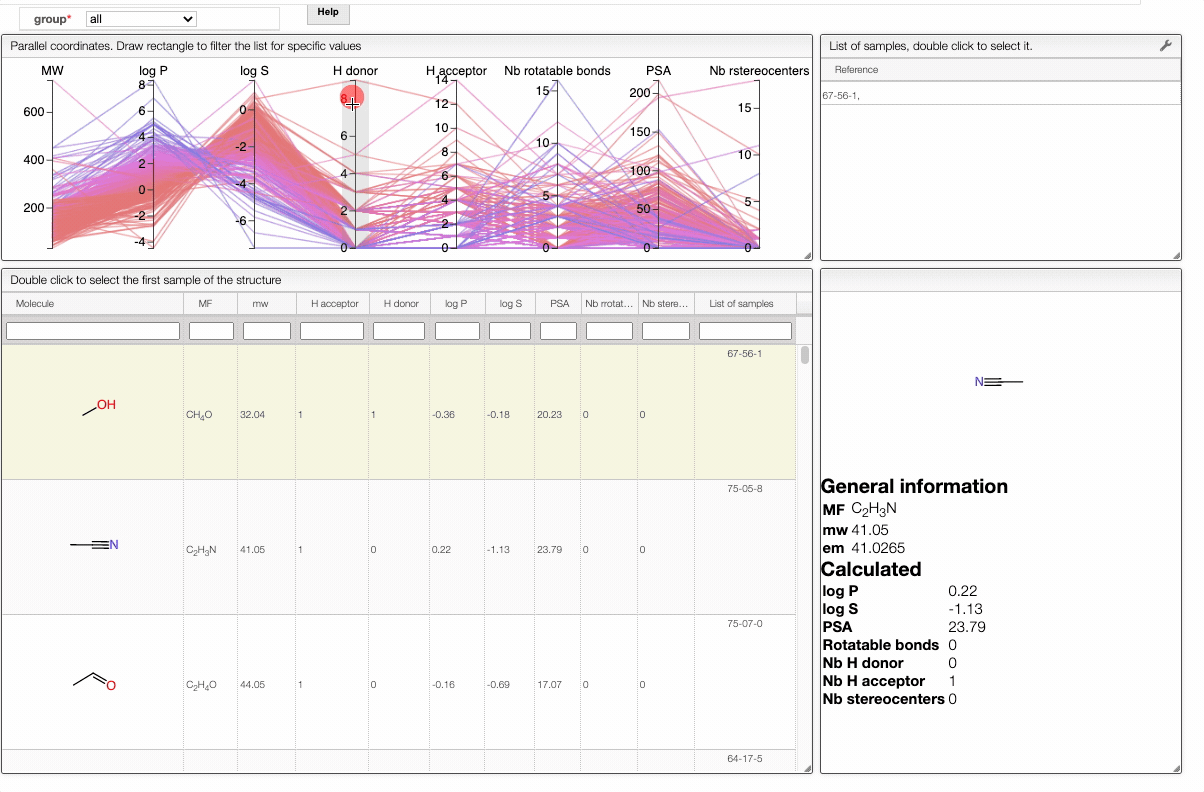 group* all
Help
Parallel coordinates. Draw rectangle to filter the list for specific values
List of samples, double click to select it.
MW log P log S H donor H acceptor Nb rotatable bonds PSA Nb rstereocenters
Reference
67-56-1,
600
400
200
8
6
4
2
0
-2
-4
0
-2
-4
-6
8
6
4
2
0
14
12
10
8
6
4
2
0
15
10
5
0
200
150
100
50
0
15
10
5
0
Double click to select the first sample of the structure
Molecule MF mw H acceptor H donor log P log S PSA Nb rrotat... Nb stere... List of samples
67-56-1
OH CH4O 32.04 1 1 -0.36 -0.18 20.23 0 0
75-05-8
N C2H3N 41.05 1 0 0.22 -1.13 23.79 0 0
75-07-0
O C2H4O 44.05 1 0 -0.16 -0.69 17.07 0 0
64-17-5
N
General information
MF C2H3N
mw 41.05
em 41.0265
Calculated
log P 0.22
log S -1.13
PSA 23.79
Rotatable bonds 0
Nb H donor 0
Nb H acceptor 1
Nb stereocenters 0